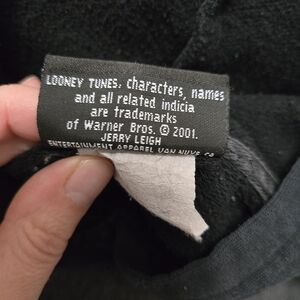 LOONEY TUNES, characters, names
and all related indicia
are trademarks
of Warner Bros. © 2001.
JERRY LEIGH
ENTERTAINMENT APPAREL VAN NUYS CA